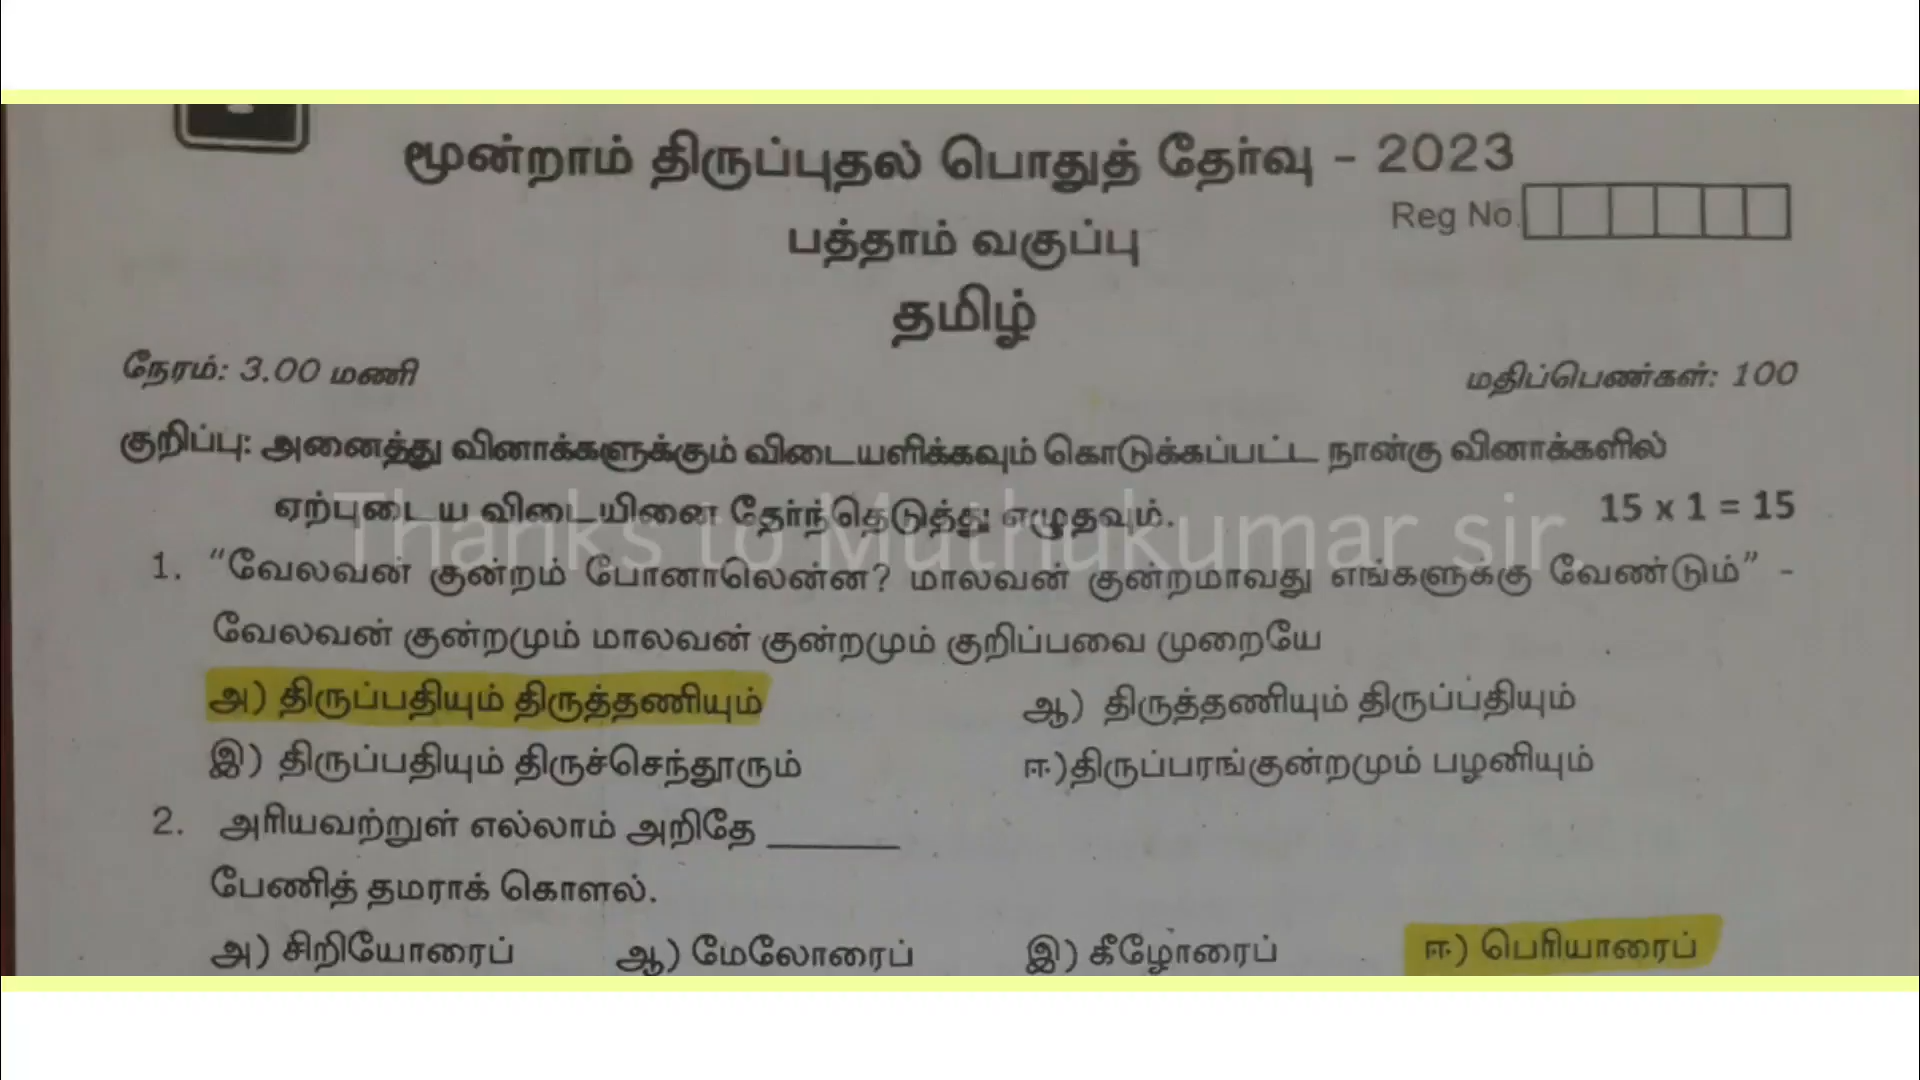 மூன்றாம் திருப்புதல் பொதுத் தேர்வு - 2023
Reg No.
பத்தாம் வகுப்பு
தமிழ்
நேரம்: 3.00 மணி மதிப்பெண்கள்: 100
குறிப்பு: அனைத்து வினாக்களுக்கும் விடையளிக்கவும் கொடுக்கப்பட்ட நான்கு வினாக்களில்
ஏற்புடைய விடையினை தேர்ந்தெடுத்து எழுதவும். 15 x 1 = 15
Thanks to Muthukumar sir.
1. “வேலவன் குன்றம் போனாலென்ன? மாலவன் குன்றமாவது எங்களுக்கு வேண்டும்” -
வேலவன் குன்றமும் மாலவன் குன்றமும் குறிப்பவை முறையே
அ) திருப்பதியும் திருத்தணியும் ஆ) திருத்தணியும் திருப்பதியும்
இ) திருப்பதியும் திருச்செந்தூரும் ஈ)திருப்பரங்குன்றமும் பழனியும்
2. அரியவற்றுள் எல்லாம் அறிதே ______
பேணித் தமராக் கொளல்.
அ) சிறியோரைப் ஆ) மேலோரைப் இ) கீழோரைப் ஈ) பெரியாரைப்